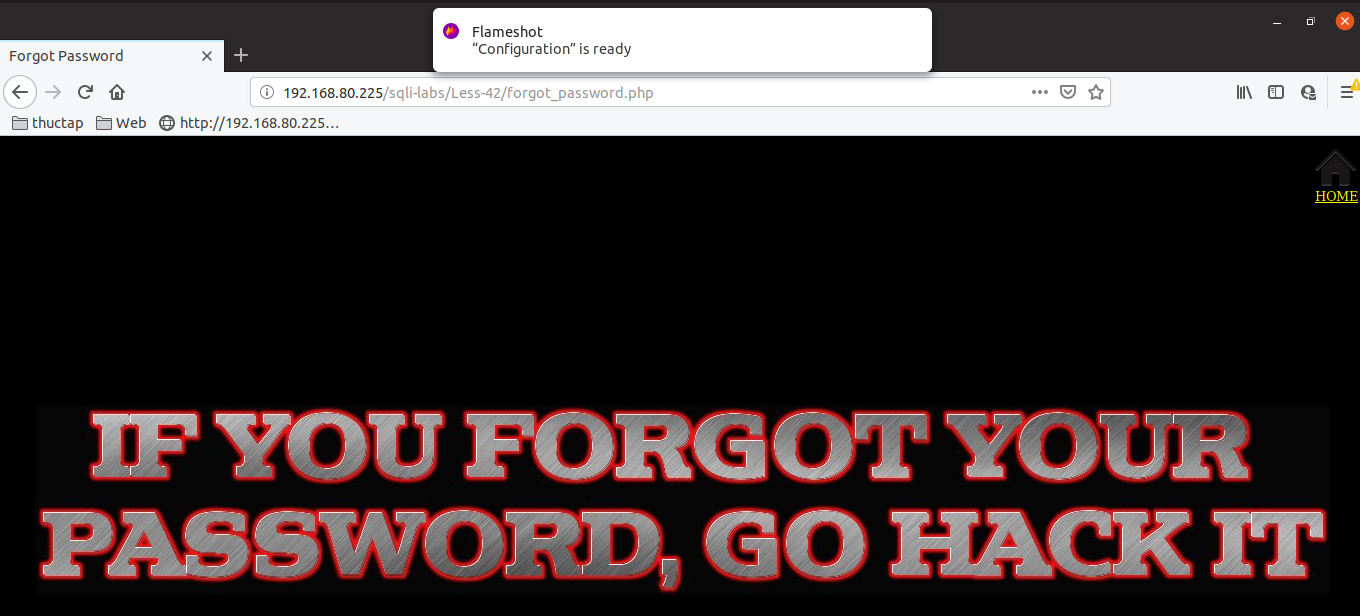 Flameshot
“Configuration” is ready
Forgot Password
192.168.80.225/sqli-labs/Less-42/forgot_password.php
thuctap Web http://192.168.80.225…
HOME
IF YOU FORGOT YOUR
PASSWORD, GO HACK IT